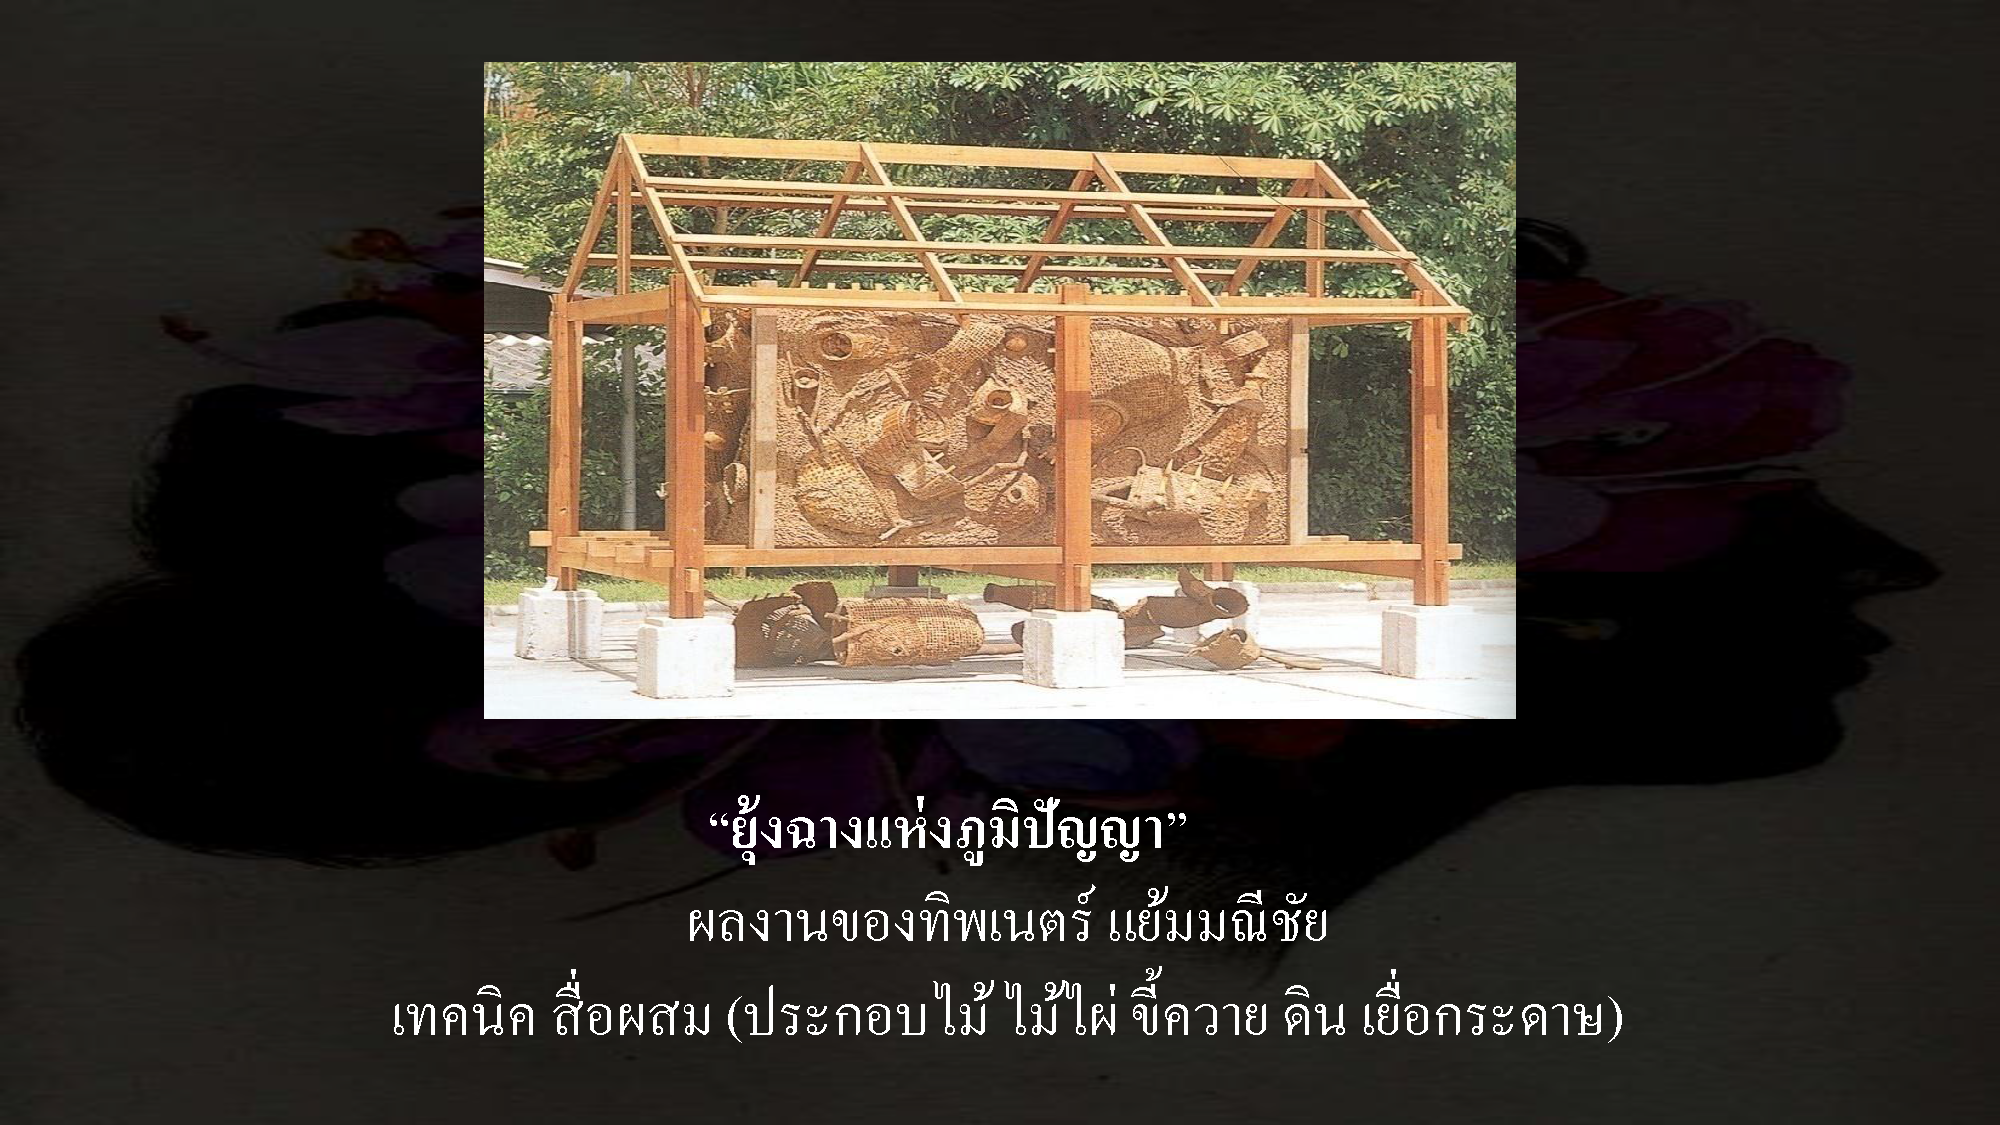 “ยุ้งฉางแห่งภูมิปัญญา”
ผลงานของทิพเนตร์ แย้มมณีชัย
เทคนิค สื่อผสม (ประกอบไม้ ไม้ไผ่ ขี้ควาย ดิน เยื่อกระดาษ)